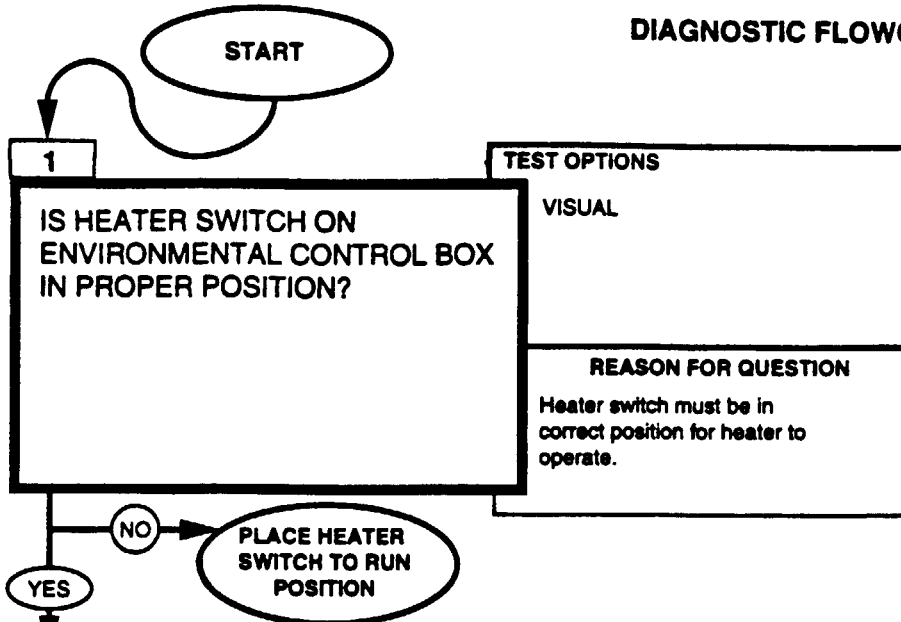 DIAGNOSTIC FLOWC
START
1
IS HEATER SWITCH ON
ENVIRONMENTAL CONTROL BOX
IN PROPER POSITION?
TEST OPTIONS
VISUAL
REASON FOR QUESTION
Heater switch must be in
correct position for heater to
operate.
NO
PLACE HEATER
SWITCH TO RUN
POSITION
YES